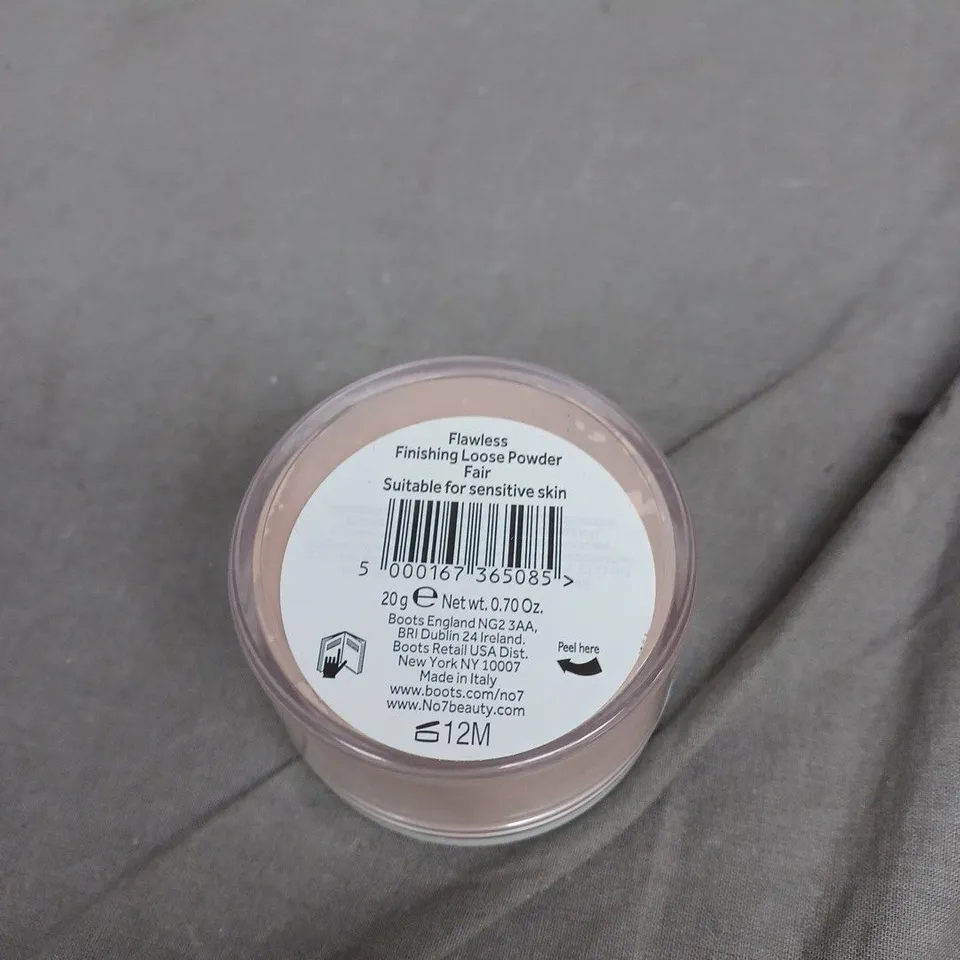 Flawless
Finishing Loose Powder
Fair
Suitable for sensitive skin
5 000167 365085 >
20 g ℮ Net wt. 0.70 Oz.
Boots England NG2 3AA,
BRI Dublin 24 Ireland.
Boots Retail USA Dist.
New York NY 10007
Made in Italy
www.boots.com/no7
www.No7beauty.com
Peel here
12M